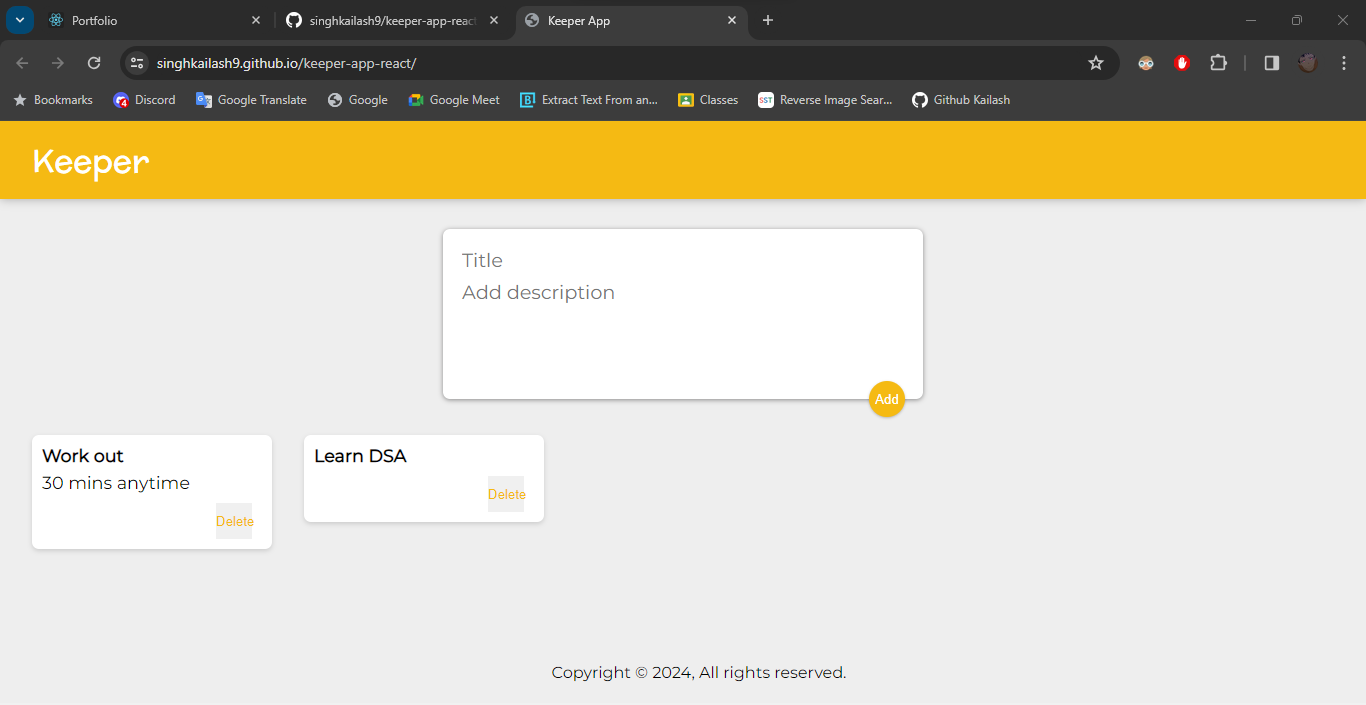 Portfolio
singhkailash9/keeper-app-reac
Keeper App
singhkailash9.github.io/keeper-app-react/
Bookmarks
Discord
Google Translate
Google
Google Meet
Extract Text From an...
Classes
SST
Reverse Image Sear...
Github Kailash
Keeper
Title
Add description
Add
Work out
30 mins anytime
Delete
Learn DSA
Delete
Copyright © 2024, All rights reserved.